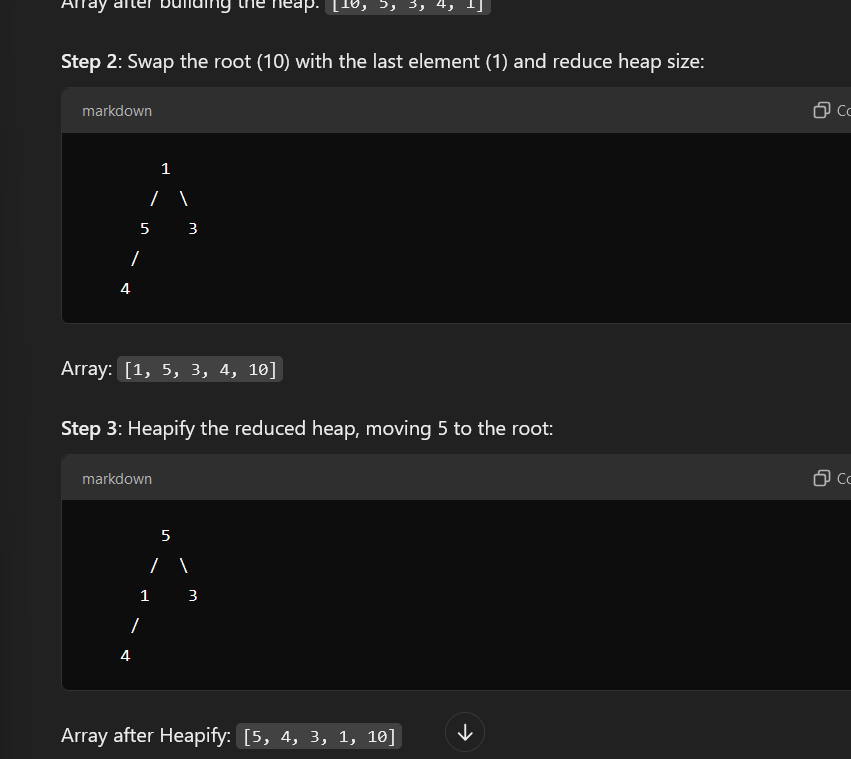 Array after building the heap: [10, 5, 3, 4, 1]
Step 2: Swap the root (10) with the last element (1) and reduce heap size:
markdown Co
1
/ \
5 3
/
4
Array: [1, 5, 3, 4, 10]
Step 3: Heapify the reduced heap, moving 5 to the root:
markdown Co
5
/ \
1 3
/
4
Array after Heapify: [5, 4, 3, 1, 10]